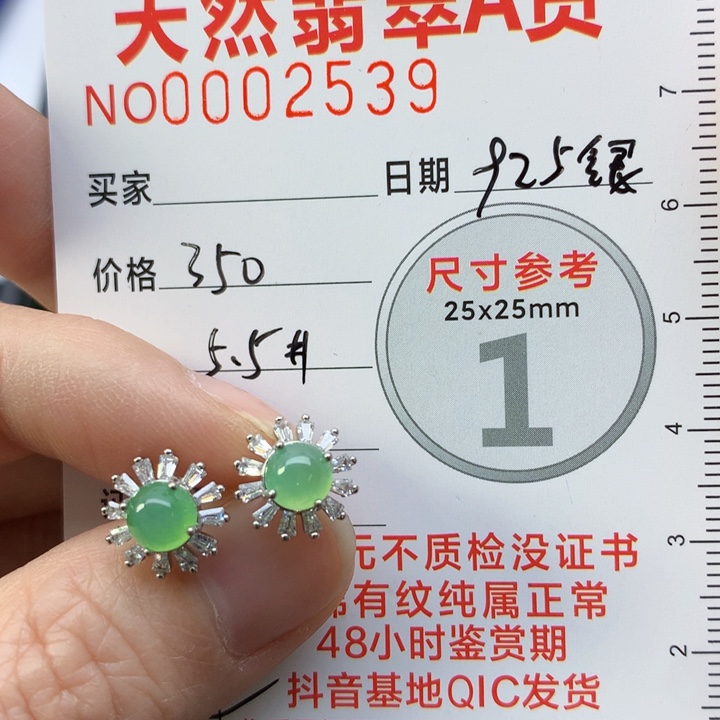 天然翡翠A货
NO0002539
买家 日期 925银
价格 350
5.5#
尺寸参考
25x25mm
1
元不质检没证书
有纹纯属正常
48小时鉴赏期
抖音基地QIC发货
7
6
5
4
3
2